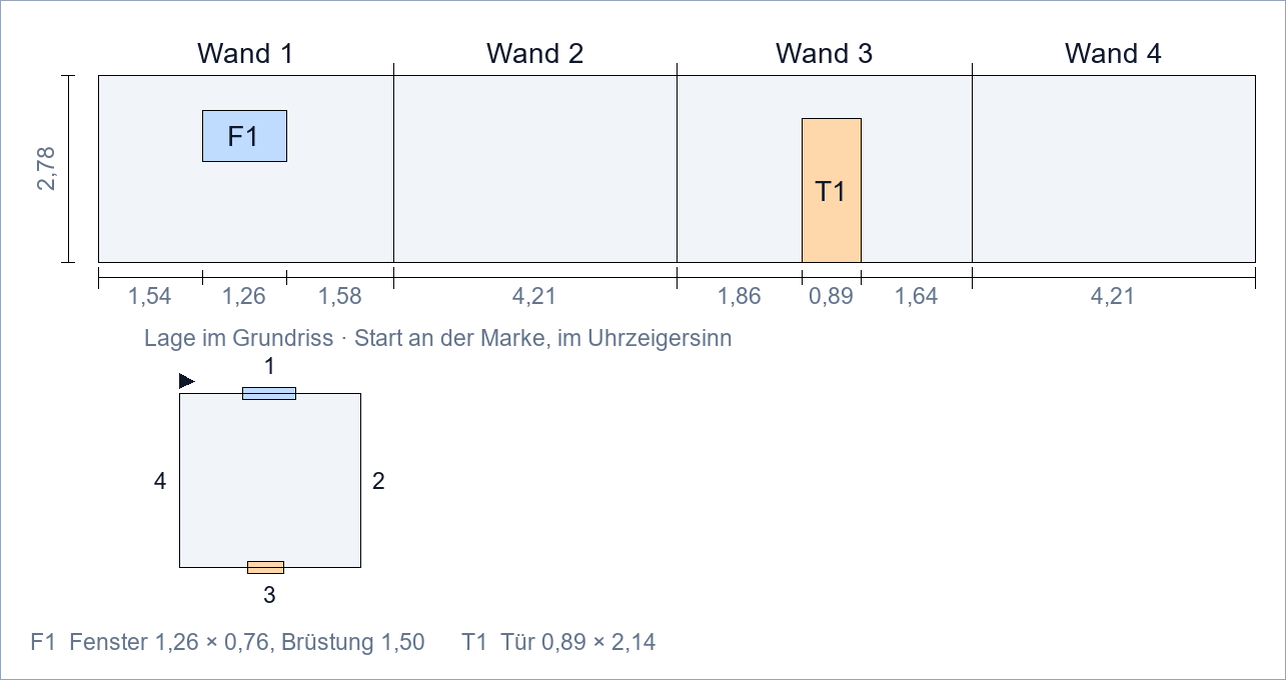 Wand 1 Wand 2 Wand 3 Wand 4
F1
2,78
T1
1,54 1,26 1,58 4,21 1,86 0,89 1,64 4,21
Lage im Grundriss · Start an der Marke, im Uhrzeigersinn
1
4 2
3
F1 Fenster 1,26 × 0,76, Brüstung 1,50 T1 Tür 0,89 × 2,14